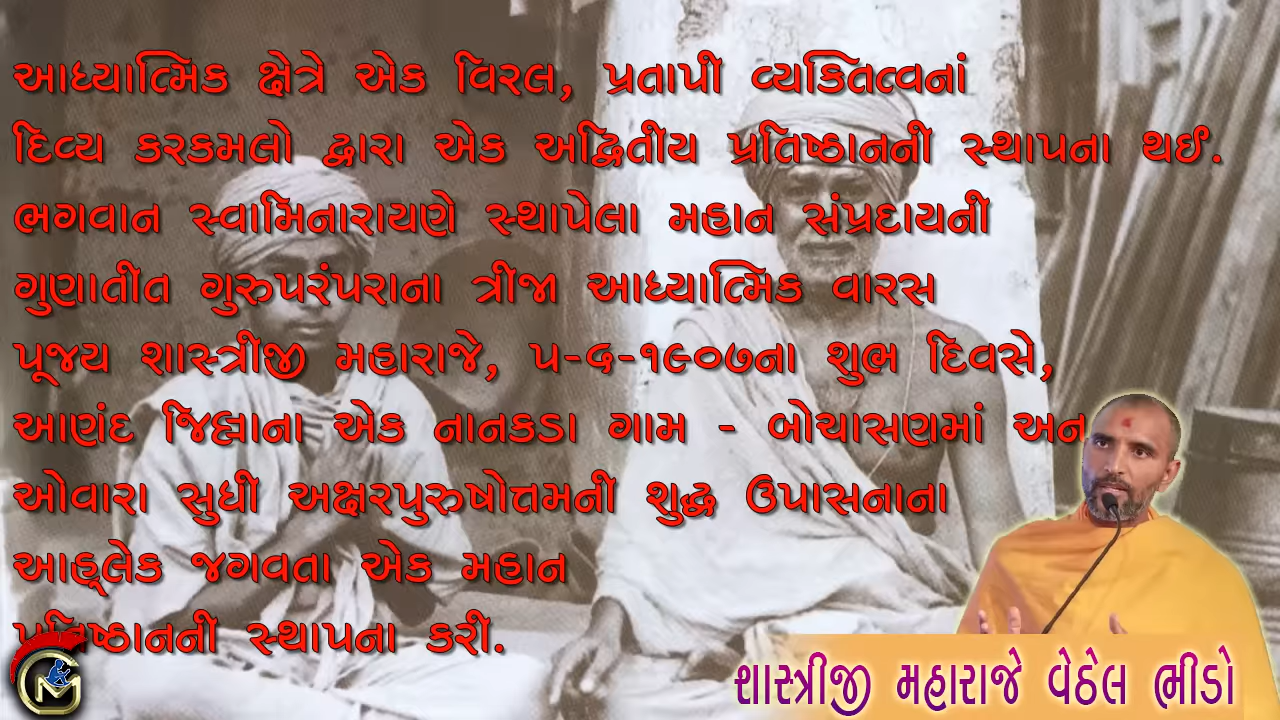 આધ્યાત્મિક ક્ષેત્રે એક વિરલ, પ્રતાપી વ્યક્તિત્વનાં
દિવ્ય કરકમલો દ્વારા એક અદ્વિતીય પ્રતિષ્ઠાનની સ્થાપના થઈ.
ભગવાન સ્વામિનારાયણે સ્થાપેલા મહાન સંપ્રદાયની
ગુણાતીત ગુરુપરંપરાના ત્રીજા આધ્યાત્મિક વારસ
પૂજ્ય શાસ્ત્રીજી મહારાજે, ૫-૬-૧૯૦૭ના શુભ દિવસે,
આણંદ જિલ્લાના એક નાનકડા ગામ - બોચાસણમાં અન
ઓવારા સુધી અક્ષરપુરુષોત્તમની શુદ્ધ ઉપાસનાના
આહ્‌લેક જગવતા એક મહાન
પ્રતિષ્ઠાનની સ્થાપના કરી.
શાસ્ત્રીજી મહારાજે વેઠેલ ભીડો